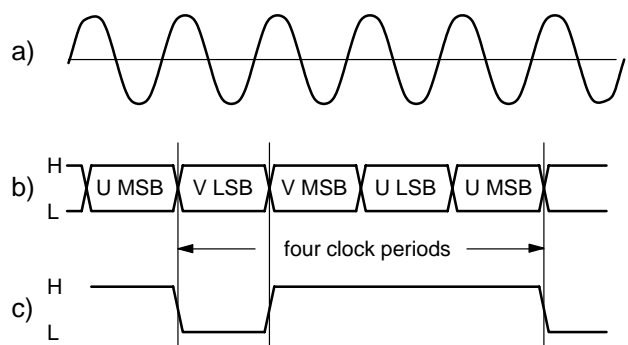 a)
H
b) U MSB V LSB V MSB U LSB U MSB
L
four clock periods
H
c)
L